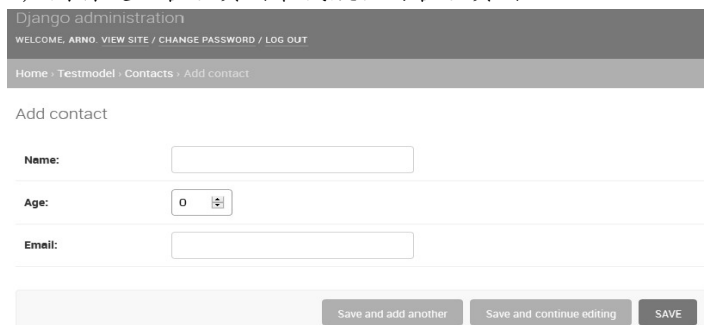 Django administration
WELCOME, ARNO. VIEW SITE / CHANGE PASSWORD / LOG OUT
Home › Testmodel › Contacts › Add contact
Add contact
Name:
Age: 0
Email:
Save and add another Save and continue editing SAVE